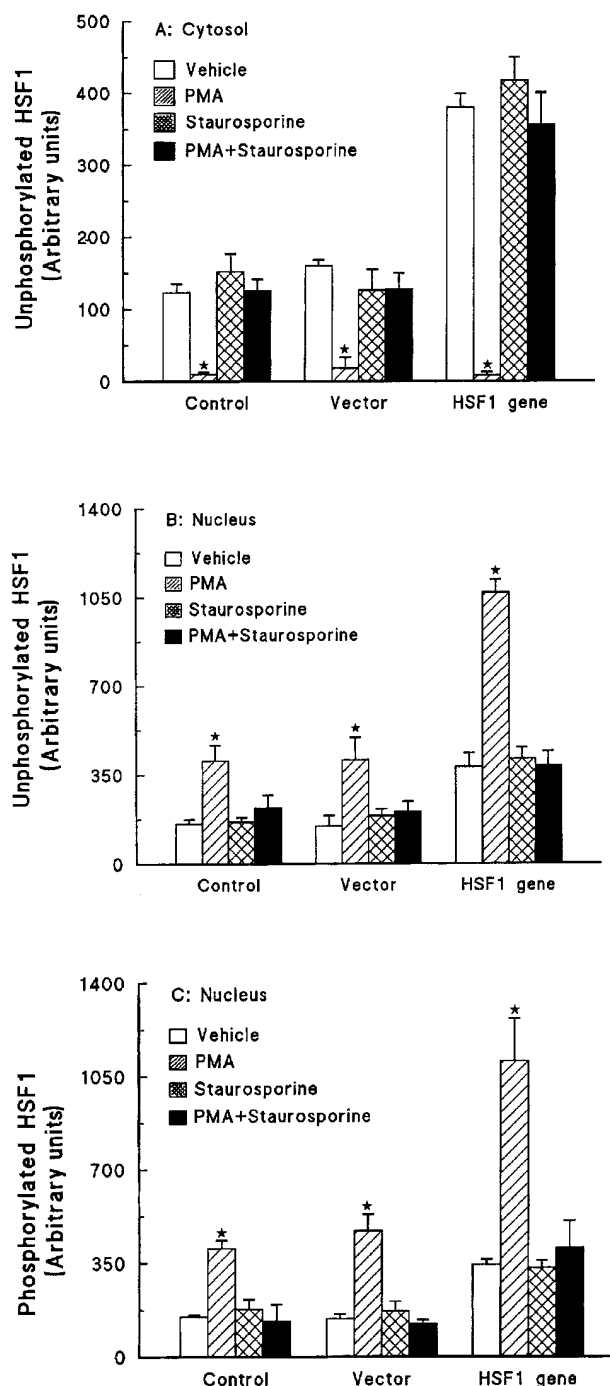 A: Cytosol
Vehicle
PMA
Staurosporine
PMA+Staurosporine
Unphosphorylated HSF1
(Arbitrary units)
500
400
300
200
100
0
★
★
★
Control
Vector
HSF1 gene
B: Nucleus
Vehicle
PMA
Staurosporine
PMA+Staurosporine
Unphosphorylated HSF1
(Arbitrary units)
1400
1050
700
350
0
★
★
★
Control
Vector
HSF1 gene
C: Nucleus
Vehicle
PMA
Staurosporine
PMA+Staurosporine
Phosphorylated HSF1
(Arbitrary units)
1400
1050
700
350
0
★
★
★
Control
Vector
HSF1 gene